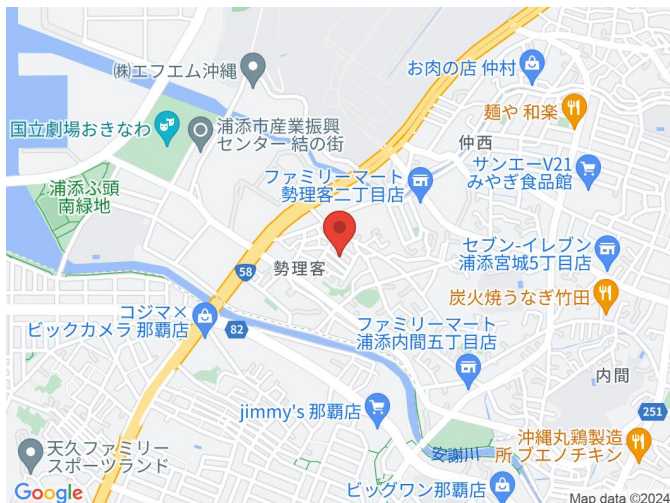 (株)エフエム沖縄
お肉の店 仲村
国立劇場おきなわ
浦添市産業振興
センター 結の街
麺や 和楽
仲西
サンエーV21
みやぎ食品館
ファミリーマート
勢理客二丁目店
浦添ふ頭
南緑地
セブン-イレブン
浦添宮城5丁目店
勢理客
58
炭火焼うなぎ竹田
コジマ×
ビックカメラ 那覇店
82
ファミリーマート
浦添内間五丁目店
内間
jimmy's 那覇店
251
天久ファミリー
スポーツランド
安謝川
沖縄丸鶏製造
所 ブエノチキン
ビッグワン那覇店
Google
Map data ©2024